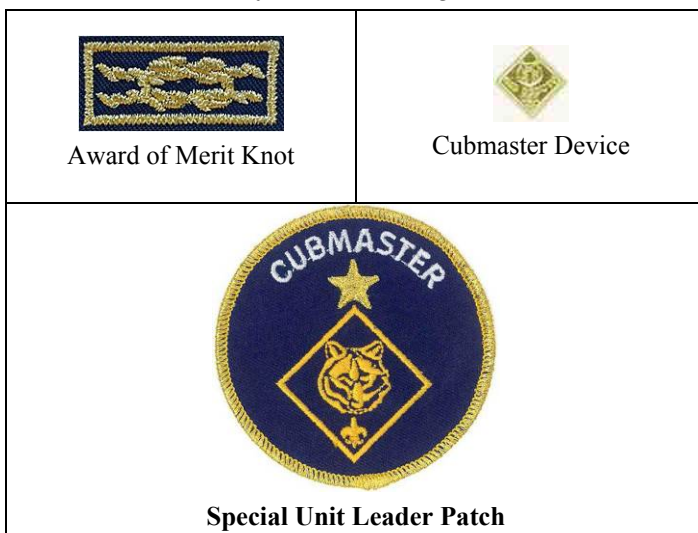 Award of Merit Knot
Cubmaster Device
CUBMASTER
Special Unit Leader Patch